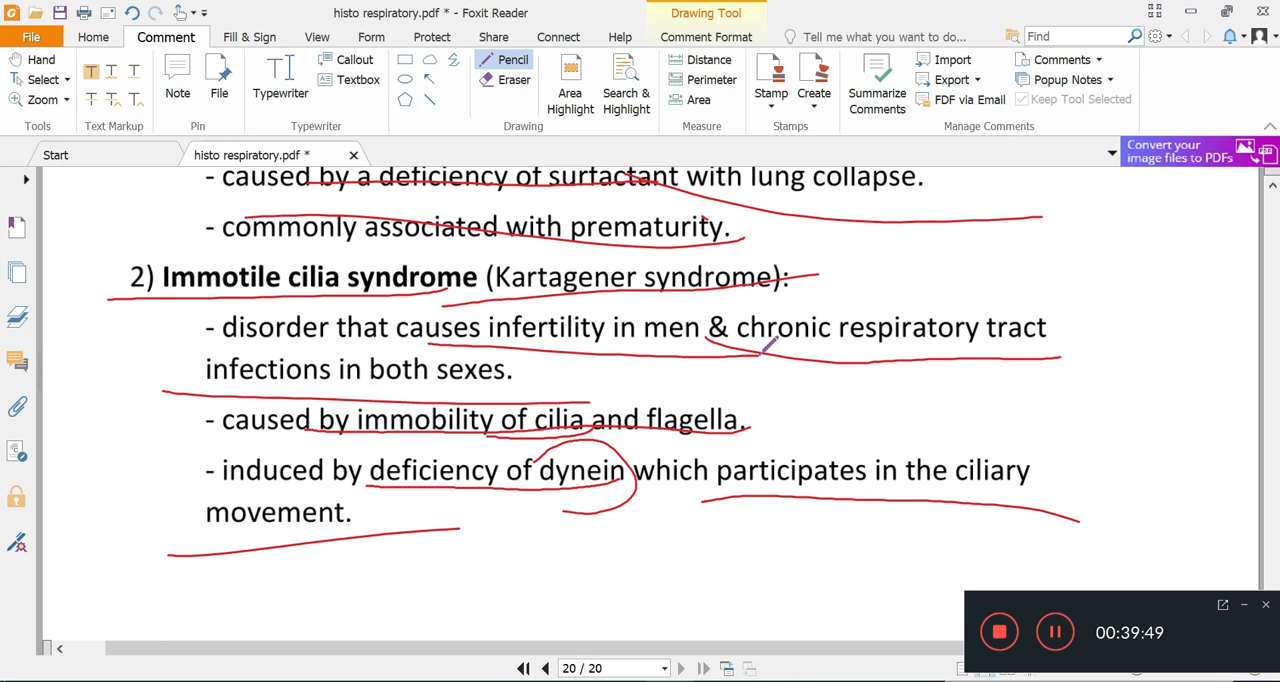 histo respiratory.pdf * - Foxit Reader
Drawing Tool
File Home Comment Fill & Sign View Form Protect Share Connect Help Comment Format Tell me what you want to do... Find
Hand
Select
Zoom
Tools
Text Markup
Note
File
Pin
Typewriter
Callout
Textbox
Typewriter
Pencil
Eraser
Area Highlight
Search & Highlight
Drawing
Distance
Perimeter
Area
Measure
Stamp
Create
Stamps
Summarize Comments
Import
Export
FDF via Email
Comments
Popup Notes
Keep Tool Selected
Manage Comments
Start
histo respiratory.pdf *
Convert your
image files to PDFs
- caused by a deficiency of surfactant with lung collapse.
- commonly associated with prematurity.
2) Immotile cilia syndrome (Kartagener syndrome):
- disorder that causes infertility in men & chronic respiratory tract
infections in both sexes.
- caused by immobility of cilia and flagella.
- induced by deficiency of dynein which participates in the ciliary
movement.
00:39:49
20 / 20